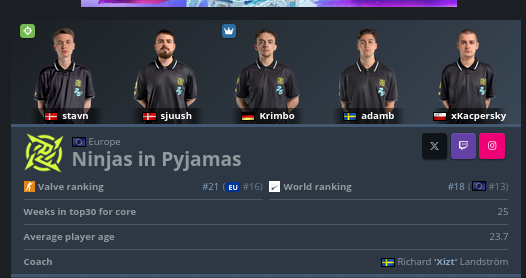 stavn
sjuush
Krimbo
adamb
xKacpersky
Europe
Ninjas in Pyjamas
Valve ranking #21 (EU #16)
World ranking #18 (#13)
Weeks in top30 for core 25
Average player age 23.7
Coach Richard 'Xizt' Landström